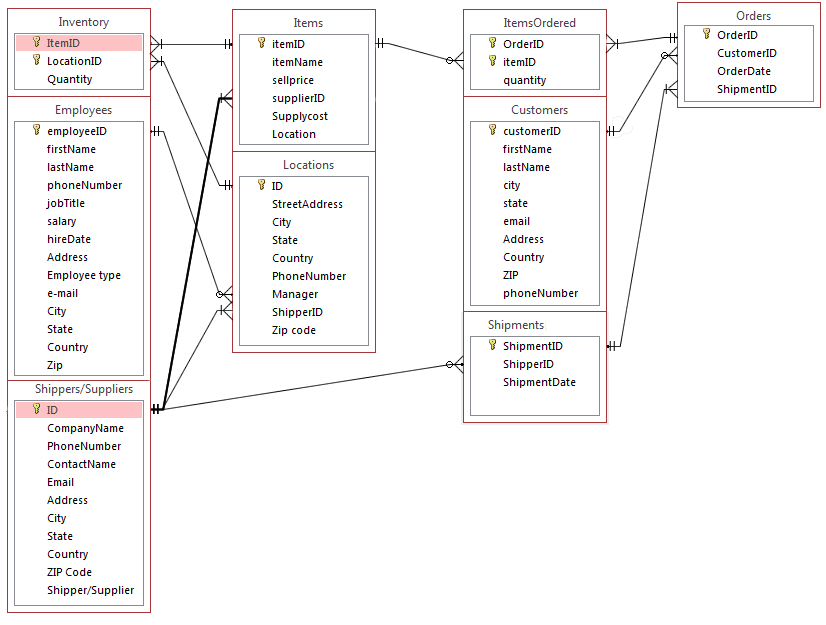 Inventory
ItemID
LocationID
Quantity
Employees
employeeID
firstName
lastName
phoneNumber
jobTitle
salary
hireDate
Address
Employee type
e-mail
City
State
Country
Zip
Shippers/Suppliers
ID
CompanyName
PhoneNumber
ContactName
Email
Address
City
State
Country
ZIP Code
Shipper/Supplier
Items
itemID
itemName
sellprice
supplierID
Supplycost
Location
Locations
ID
StreetAddress
City
State
Country
PhoneNumber
Manager
ShipperID
Zip code
ItemsOrdered
OrderID
itemID
quantity
Customers
customerID
firstName
lastName
city
state
email
Address
Country
ZIP
phoneNumber
Shipments
ShipmentID
ShipperID
ShipmentDate
Orders
OrderID
CustomerID
OrderDate
ShipmentID